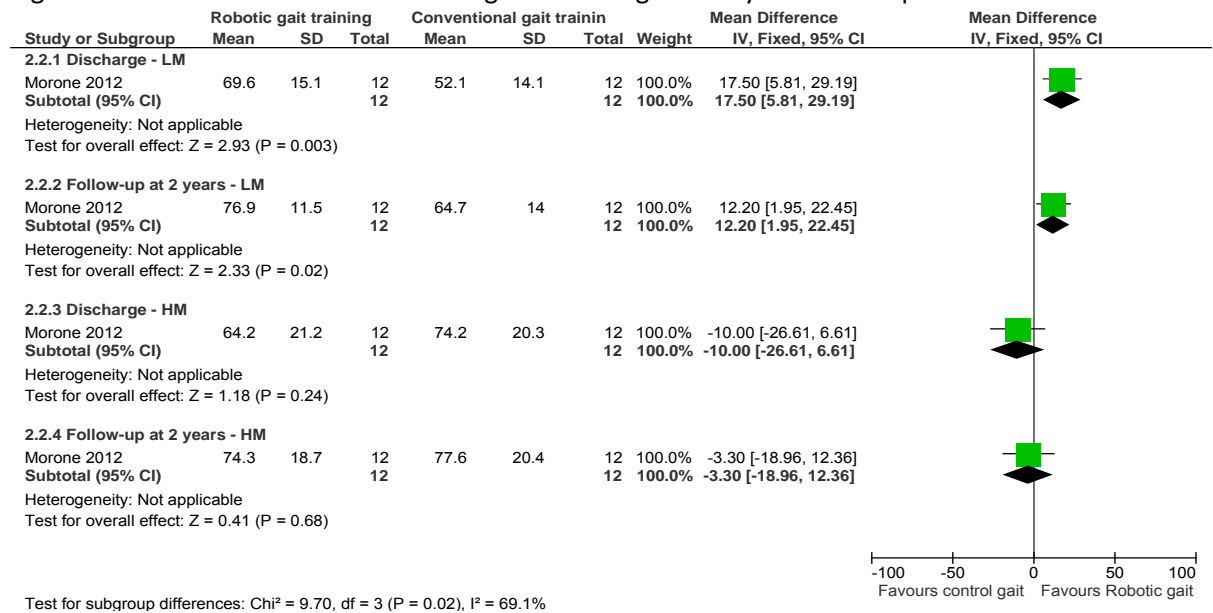 Robotic gait training Conventional gait trainin Mean Difference Mean Difference
Study or Subgroup Mean SD Total Mean SD Total Weight IV, Fixed, 95% CI IV, Fixed, 95% CI
2.2.1 Discharge - LM
Morone 2012 69.6 15.1 12 52.1 14.1 12 100.0% 17.50 [5.81, 29.19]
Subtotal (95% CI) 12 12 100.0% 17.50 [5.81, 29.19]
Heterogeneity: Not applicable
Test for overall effect: Z = 2.93 (P = 0.003)
2.2.2 Follow-up at 2 years - LM
Morone 2012 76.9 11.5 12 64.7 14 12 100.0% 12.20 [1.95, 22.45]
Subtotal (95% CI) 12 12 100.0% 12.20 [1.95, 22.45]
Heterogeneity: Not applicable
Test for overall effect: Z = 2.33 (P = 0.02)
2.2.3 Discharge - HM
Morone 2012 64.2 21.2 12 74.2 20.3 12 100.0% -10.00 [-26.61, 6.61]
Subtotal (95% CI) 12 12 100.0% -10.00 [-26.61, 6.61]
Heterogeneity: Not applicable
Test for overall effect: Z = 1.18 (P = 0.24)
2.2.4 Follow-up at 2 years - HM
Morone 2012 74.3 18.7 12 77.6 20.4 12 100.0% -3.30 [-18.96, 12.36]
Subtotal (95% CI) 12 12 100.0% -3.30 [-18.96, 12.36]
Heterogeneity: Not applicable
Test for overall effect: Z = 0.41 (P = 0.68)
-100 -50 0 50 100
Favours control gait Favours Robotic gait
Test for subgroup differences: Chi² = 9.70, df = 3 (P = 0.02), I² = 69.1%